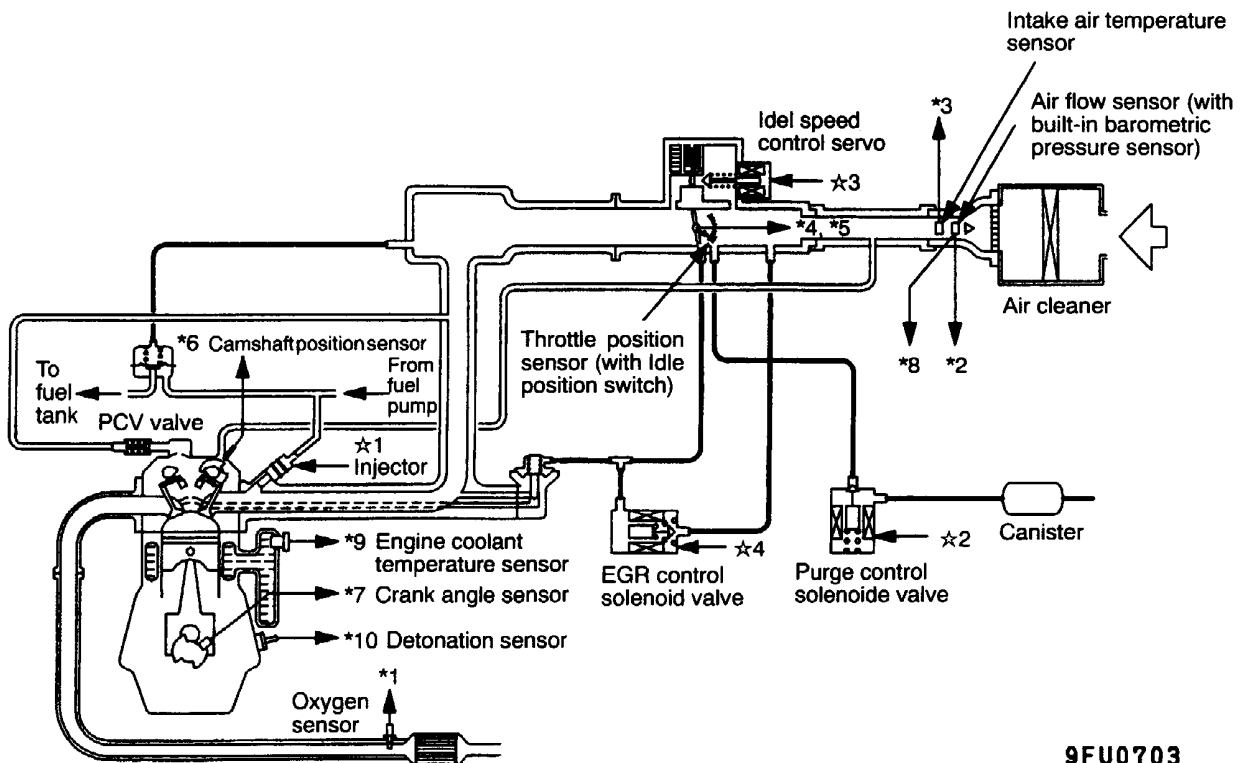 Intake air temperature
sensor
*3
Air flow sensor (with
built-in barometric
pressure sensor)
Idel speed
control servo
☆3
*4, *5
Air cleaner
*8
*2
Throttle position
sensor (with Idle
position switch)
*6 Camshaft position sensor
To
fuel
tank
From
fuel
pump
PCV valve
☆1
Injector
☆4
EGR control
solenoid valve
☆2
Purge control
solenoide valve
Canister
*9 Engine coolant
temperature sensor
*7 Crank angle sensor
*10 Detonation sensor
*1
Oxygen
sensor
9FU0703